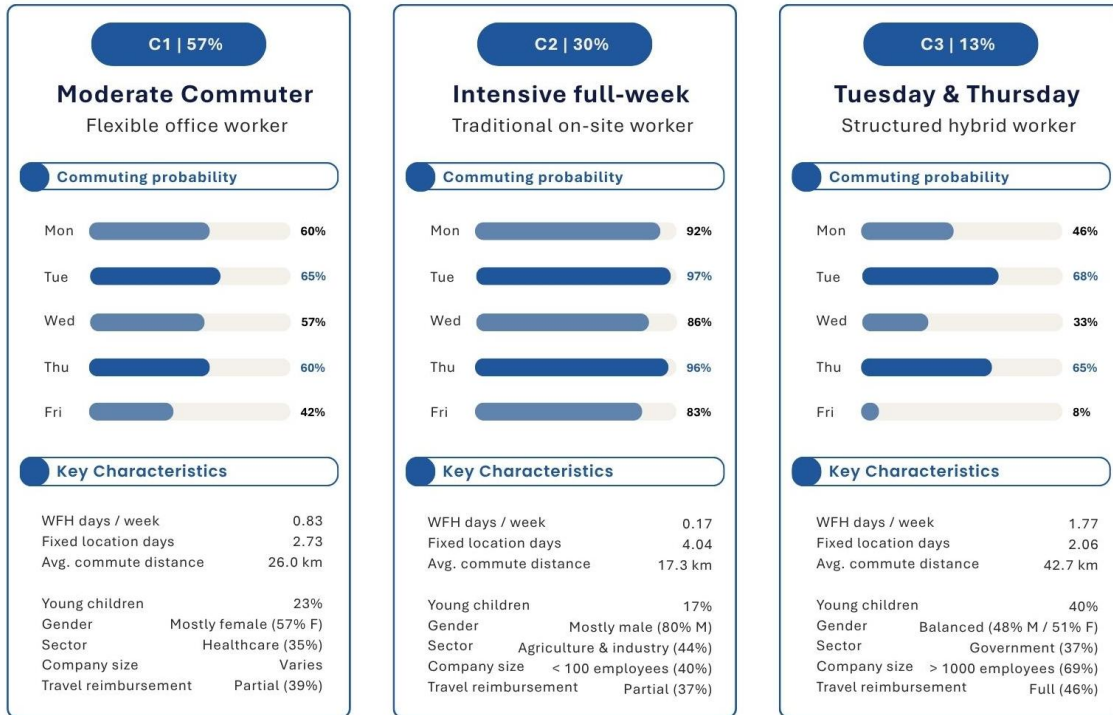 C1 | 57%
Moderate Commuter
Flexible office worker
Commuting probability
Mon 60%
Tue 65%
Wed 57%
Thu 60%
Fri 42%
Key Characteristics
WFH days / week 0.83
Fixed location days 2.73
Avg. commute distance 26.0 km
Young children 23%
Gender Mostly female (57% F)
Sector Healthcare (35%)
Company size Varies
Travel reimbursement Partial (39%)
C2 | 30%
Intensive full-week
Traditional on-site worker
Commuting probability
Mon 92%
Tue 97%
Wed 86%
Thu 96%
Fri 83%
Key Characteristics
WFH days / week 0.17
Fixed location days 4.04
Avg. commute distance 17.3 km
Young children 17%
Gender Mostly male (80% M)
Sector Agriculture & industry (44%)
Company size < 100 employees (40%)
Travel reimbursement Partial (37%)
C3 | 13%
Tuesday & Thursday
Structured hybrid worker
Commuting probability
Mon 46%
Tue 68%
Wed 33%
Thu 65%
Fri 8%
Key Characteristics
WFH days / week 1.77
Fixed location days 2.06
Avg. commute distance 42.7 km
Young children 40%
Gender Balanced (48% M / 51% F)
Sector Government (37%)
Company size > 1000 employees (69%)
Travel reimbursement Full (46%)